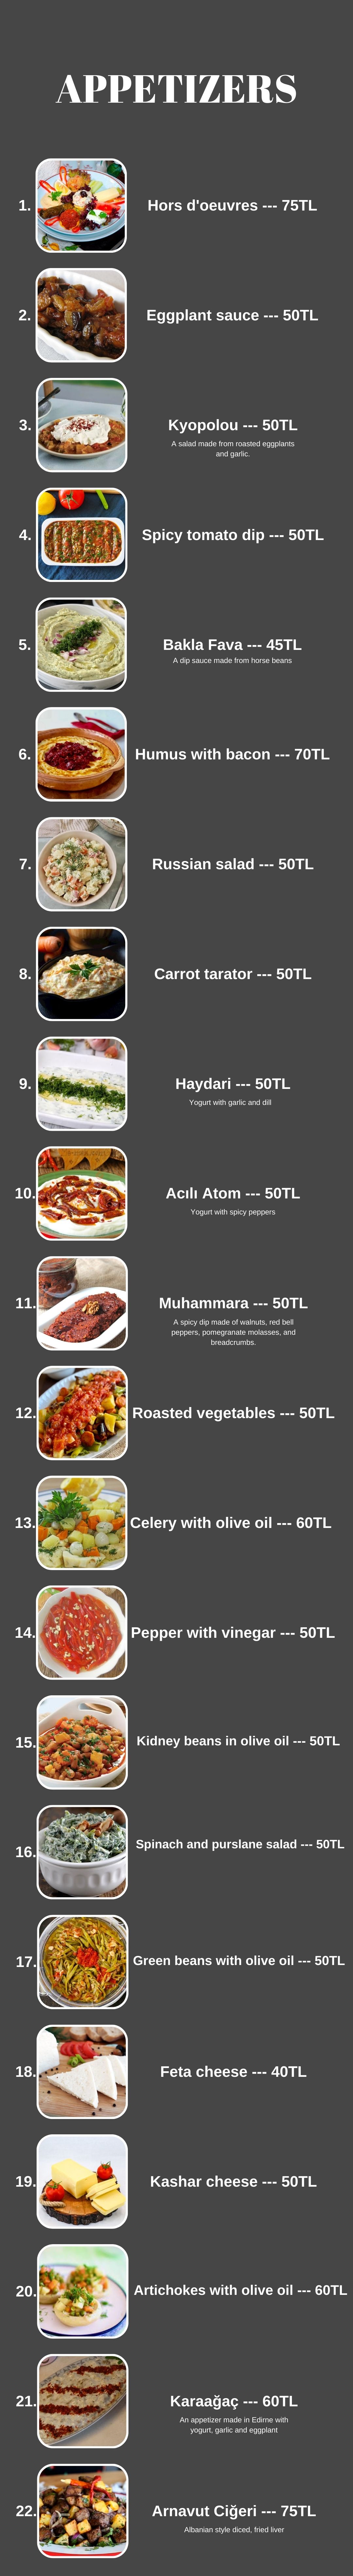 APPETIZERS
1. Hors d'oeuvres --- 75TL
2. Eggplant sauce --- 50TL
3. Kyopolou --- 50TL
A salad made from roasted eggplants
and garlic.
4. Spicy tomato dip --- 50TL
5. Bakla Fava --- 45TL
A dip sauce made from horse beans
6. Humus with bacon --- 70TL
7. Russian salad --- 50TL
8. Carrot tarator --- 50TL
9. Haydari --- 50TL
Yogurt with garlic and dill
10. Acılı Atom --- 50TL
Yogurt with spicy peppers
11. Muhammara --- 50TL
A spicy dip made of walnuts, red bell
peppers, pomegranate molasses, and
breadcrumbs.
12. Roasted vegetables --- 50TL
13. Celery with olive oil --- 60TL
14. Pepper with vinegar --- 50TL
15. Kidney beans in olive oil --- 50TL
16. Spinach and purslane salad --- 50TL
17. Green beans with olive oil --- 50TL
18. Feta cheese --- 40TL
19. Kashar cheese --- 50TL
20. Artichokes with olive oil --- 60TL
21. Karaağaç --- 60TL
An appetizer made in Edirne with
yogurt, garlic and eggplant
22. Arnavut Ciğeri --- 75TL
Albanian style diced, fried liver